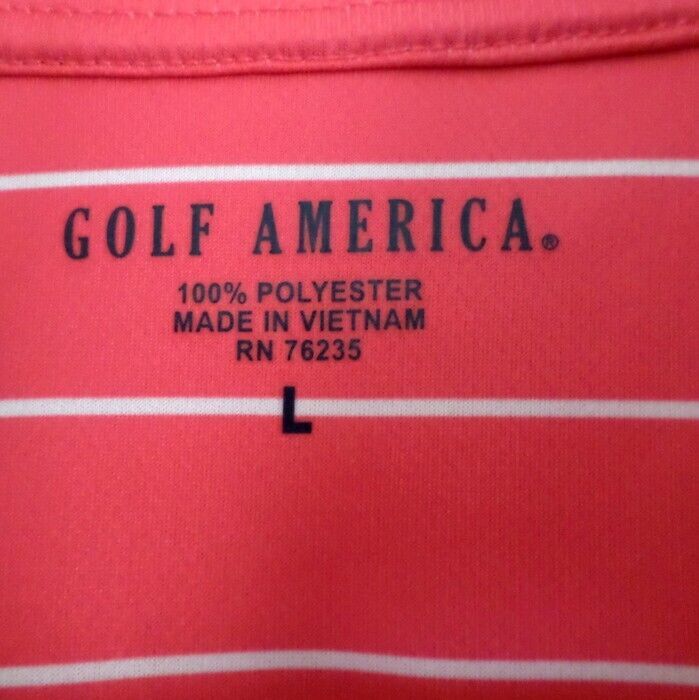 GOLF AMERICA®
100% POLYESTER
MADE IN VIETNAM
RN 76235
L